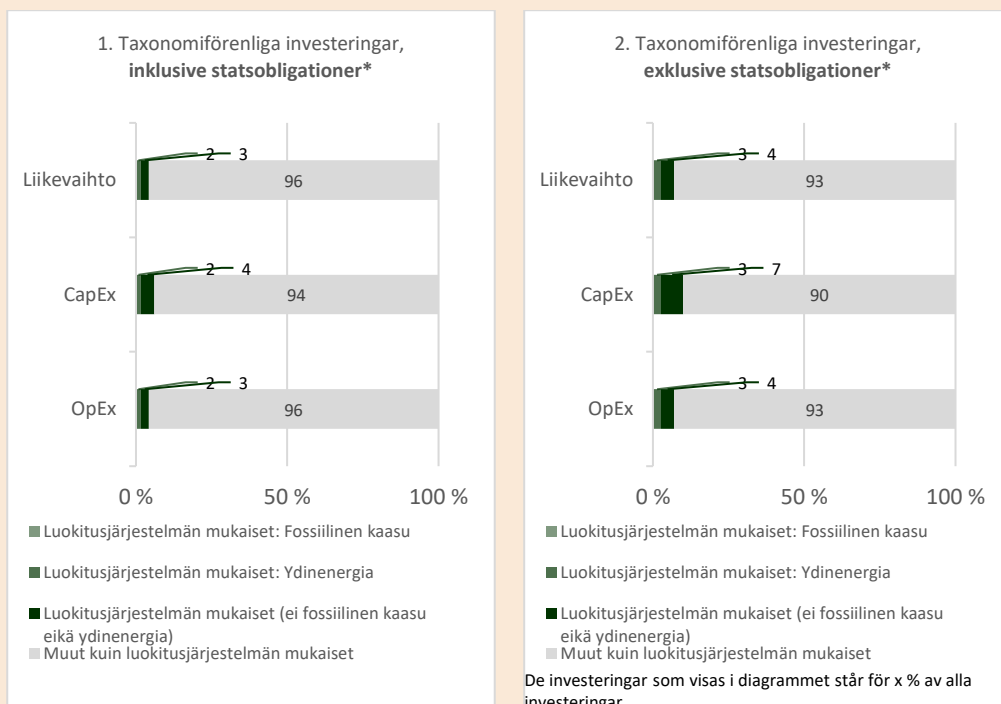 1. Taxonomiförenliga investeringar,
inklusive statsobligationer*
Liikevaihto
2
3
96
CapEx
2
4
94
OpEx
2
3
96
0 %
50 %
100 %
Luokitusjärjestelmän mukaiset: Fossiilinen kaasu
Luokitusjärjestelmän mukaiset: Ydinenergia
Luokitusjärjestelmän mukaiset (ei fossiilinen kaasu
eikä ydinenergia)
Muut kuin luokitusjärjestelmän mukaiset
2. Taxonomiförenliga investeringar,
exklusive statsobligationer*
Liikevaihto
3
4
93
CapEx
3
7
90
OpEx
3
4
93
0 %
50 %
100 %
Luokitusjärjestelmän mukaiset: Fossiilinen kaasu
Luokitusjärjestelmän mukaiset: Ydinenergia
Luokitusjärjestelmän mukaiset (ei fossiilinen kaasu
eikä ydinenergia)
Muut kuin luokitusjärjestelmän mukaiset
De investeringar som visas i diagrammet står för x % av alla
investeringar